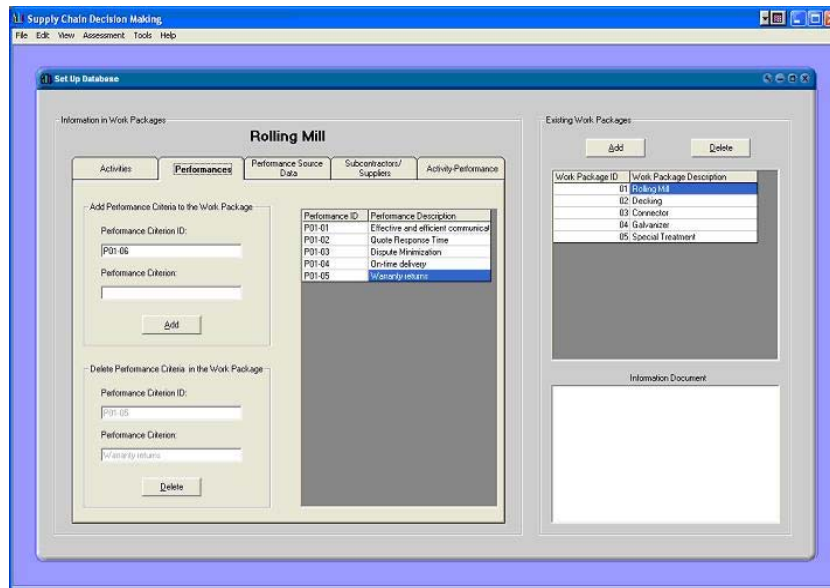 Supply Chain Decision Making
File Edit View Assessment Tools Help
Set Up Database
Information in Work Packages
Rolling Mill
Activities
Performances
Performance Source Data
Subcontractors/ Suppliers
Activity-Performance
Add Performance Criteria to the Work Package
Performance Criterion ID:
P01-06
Performance Criterion:
Add
Delete Performance Criteria in the Work Package
Performance Criterion ID:
P01-05
Performance Criterion:
Warranty returns
Delete
Performance ID Performance Description
P01-01 Effective and efficient communicat
P01-02 Quote Response Time
P01-03 Dispute Minimization
P01-04 On-time delivery
P01-05 Warranty returns
Existing Work Packages
Add
Delete
Work Package ID Work Package Description
01 Rolling Mill
02 Decking
03 Connector
04 Galvanizer
05 Special Treatment
Information Document